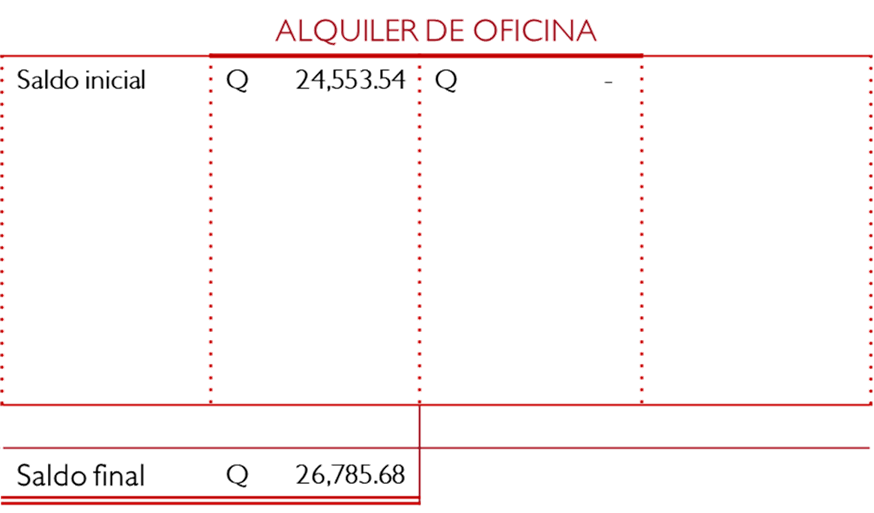 ALQUILER DE OFICINA
Saldo inicial Q 24,553.54 Q -
Saldo final Q 26,785.68